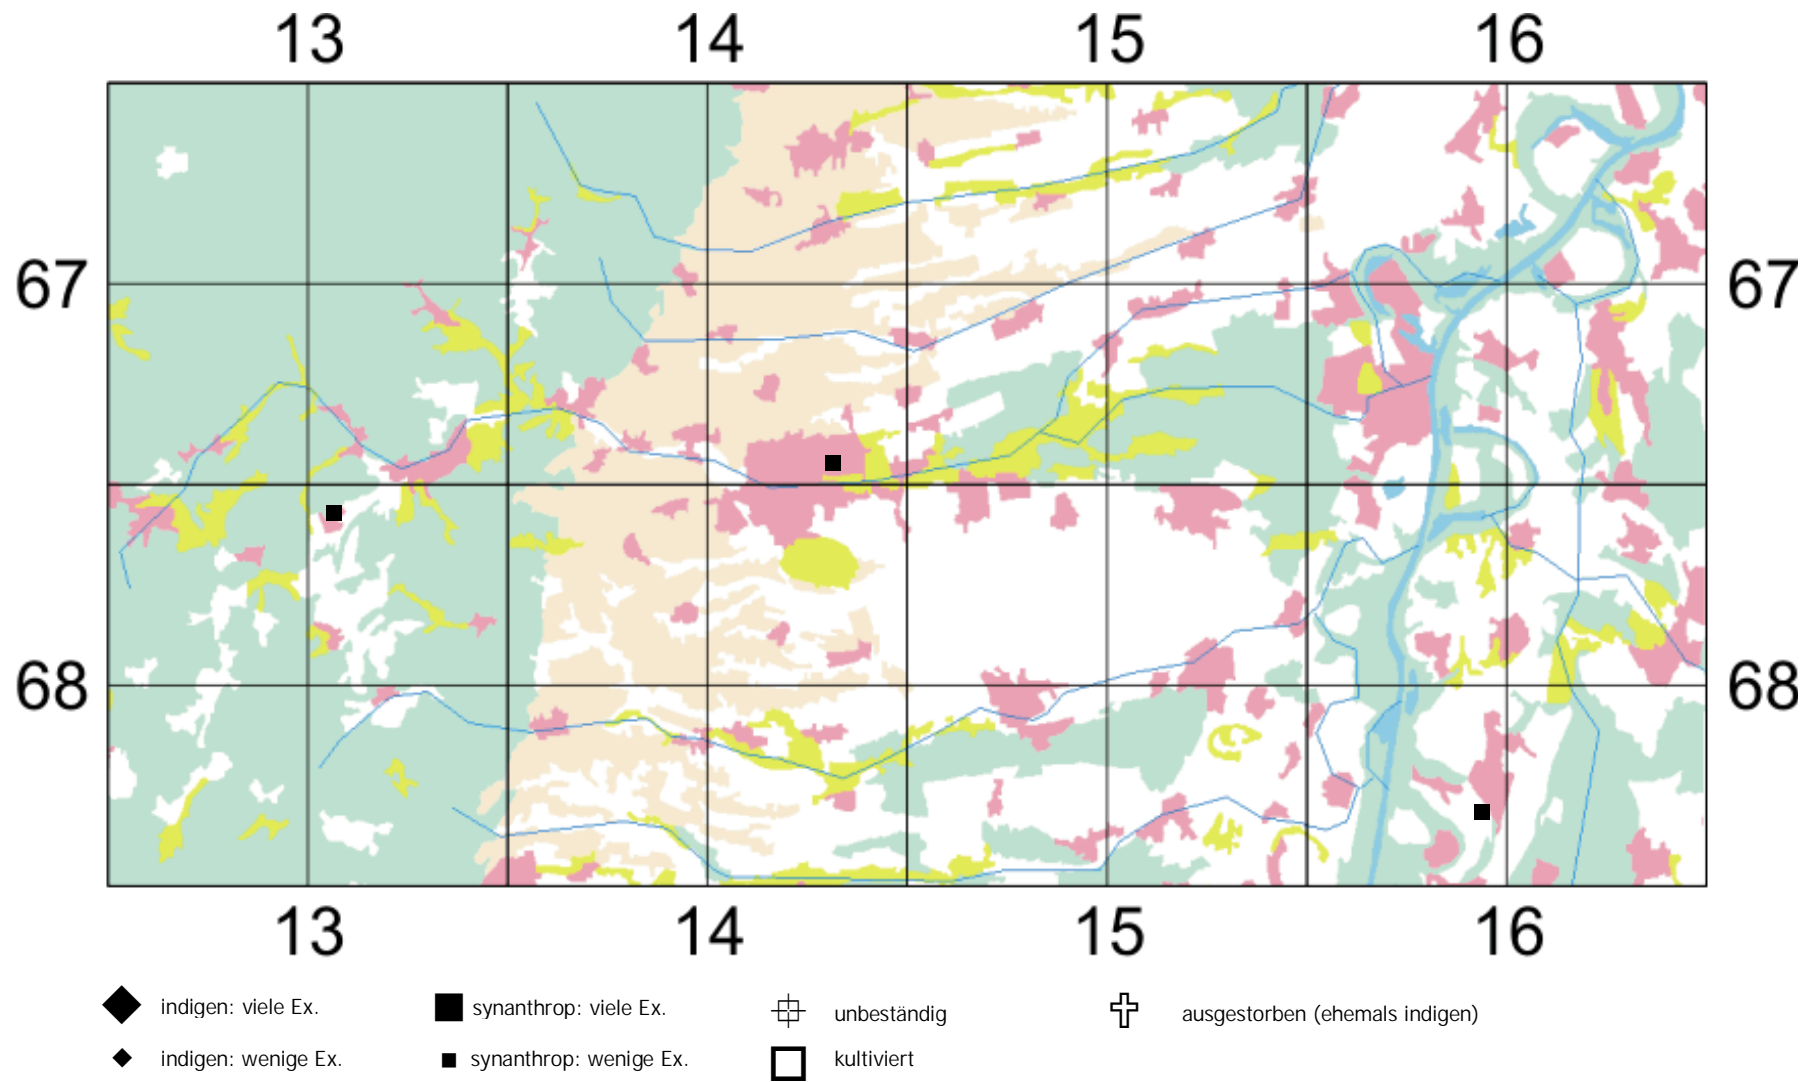 13 14 15 16
67 67
68 68
13 14 15 16
indigen: viele Ex. synanthrop: viele Ex. unbeständig ausgestorben (ehemals indigen)
indigen: wenige Ex. synanthrop: wenige Ex. kultiviert